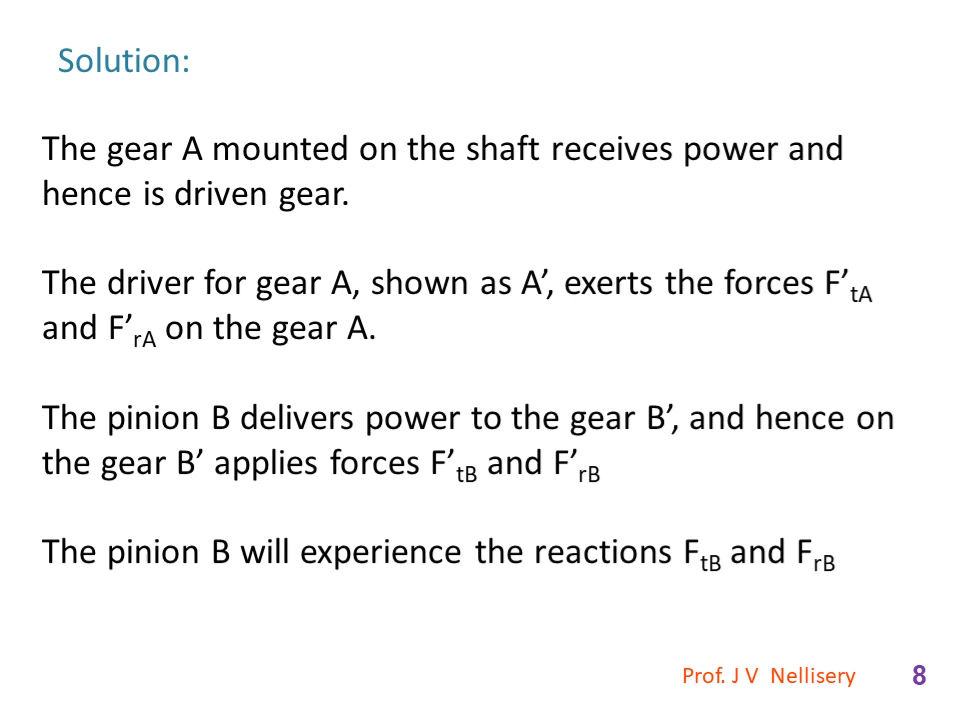 Solution:
The gear A mounted on the shaft receives power and
hence is driven gear.
The driver for gear A, shown as A’, exerts the forces F’tA
and F’rA on the gear A.
The pinion B delivers power to the gear B’, and hence on
the gear B’ applies forces F’tB and F’rB
The pinion B will experience the reactions FtB and FrB
Prof. J V Nellisery 8